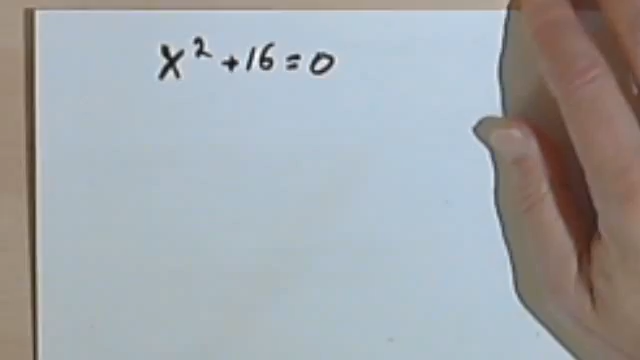 x² + 16 = 0